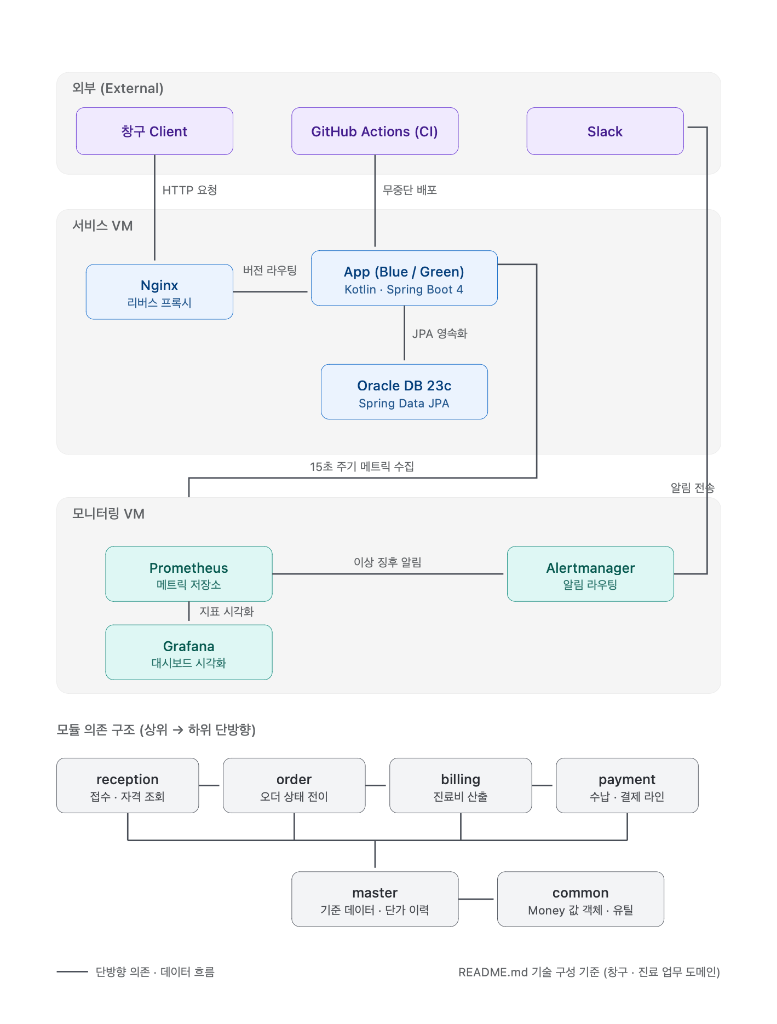 외부 (External)
창구 Client
GitHub Actions (CI)
Slack
HTTP 요청
무중단 배포
서비스 VM
Nginx
리버스 프록시
버전 라우팅
App (Blue / Green)
Kotlin · Spring Boot 4
JPA 영속화
Oracle DB 23c
Spring Data JPA
15초 주기 메트릭 수집
알림 전송
모니터링 VM
Prometheus
메트릭 저장소
이상 징후 알림
Alertmanager
알림 라우팅
지표 시각화
Grafana
대시보드 시각화
모듈 의존 구조 (상위 → 하위 단방향)
reception
접수 · 자격 조회
order
오더 상태 전이
billing
진료비 산출
payment
수납 · 결제 라인
master
기준 데이터 · 단가 이력
common
Money 값 객체 · 유틸
단방향 의존 · 데이터 흐름
README.md 기술 구성 기준 (창구 · 진료 업무 도메인)